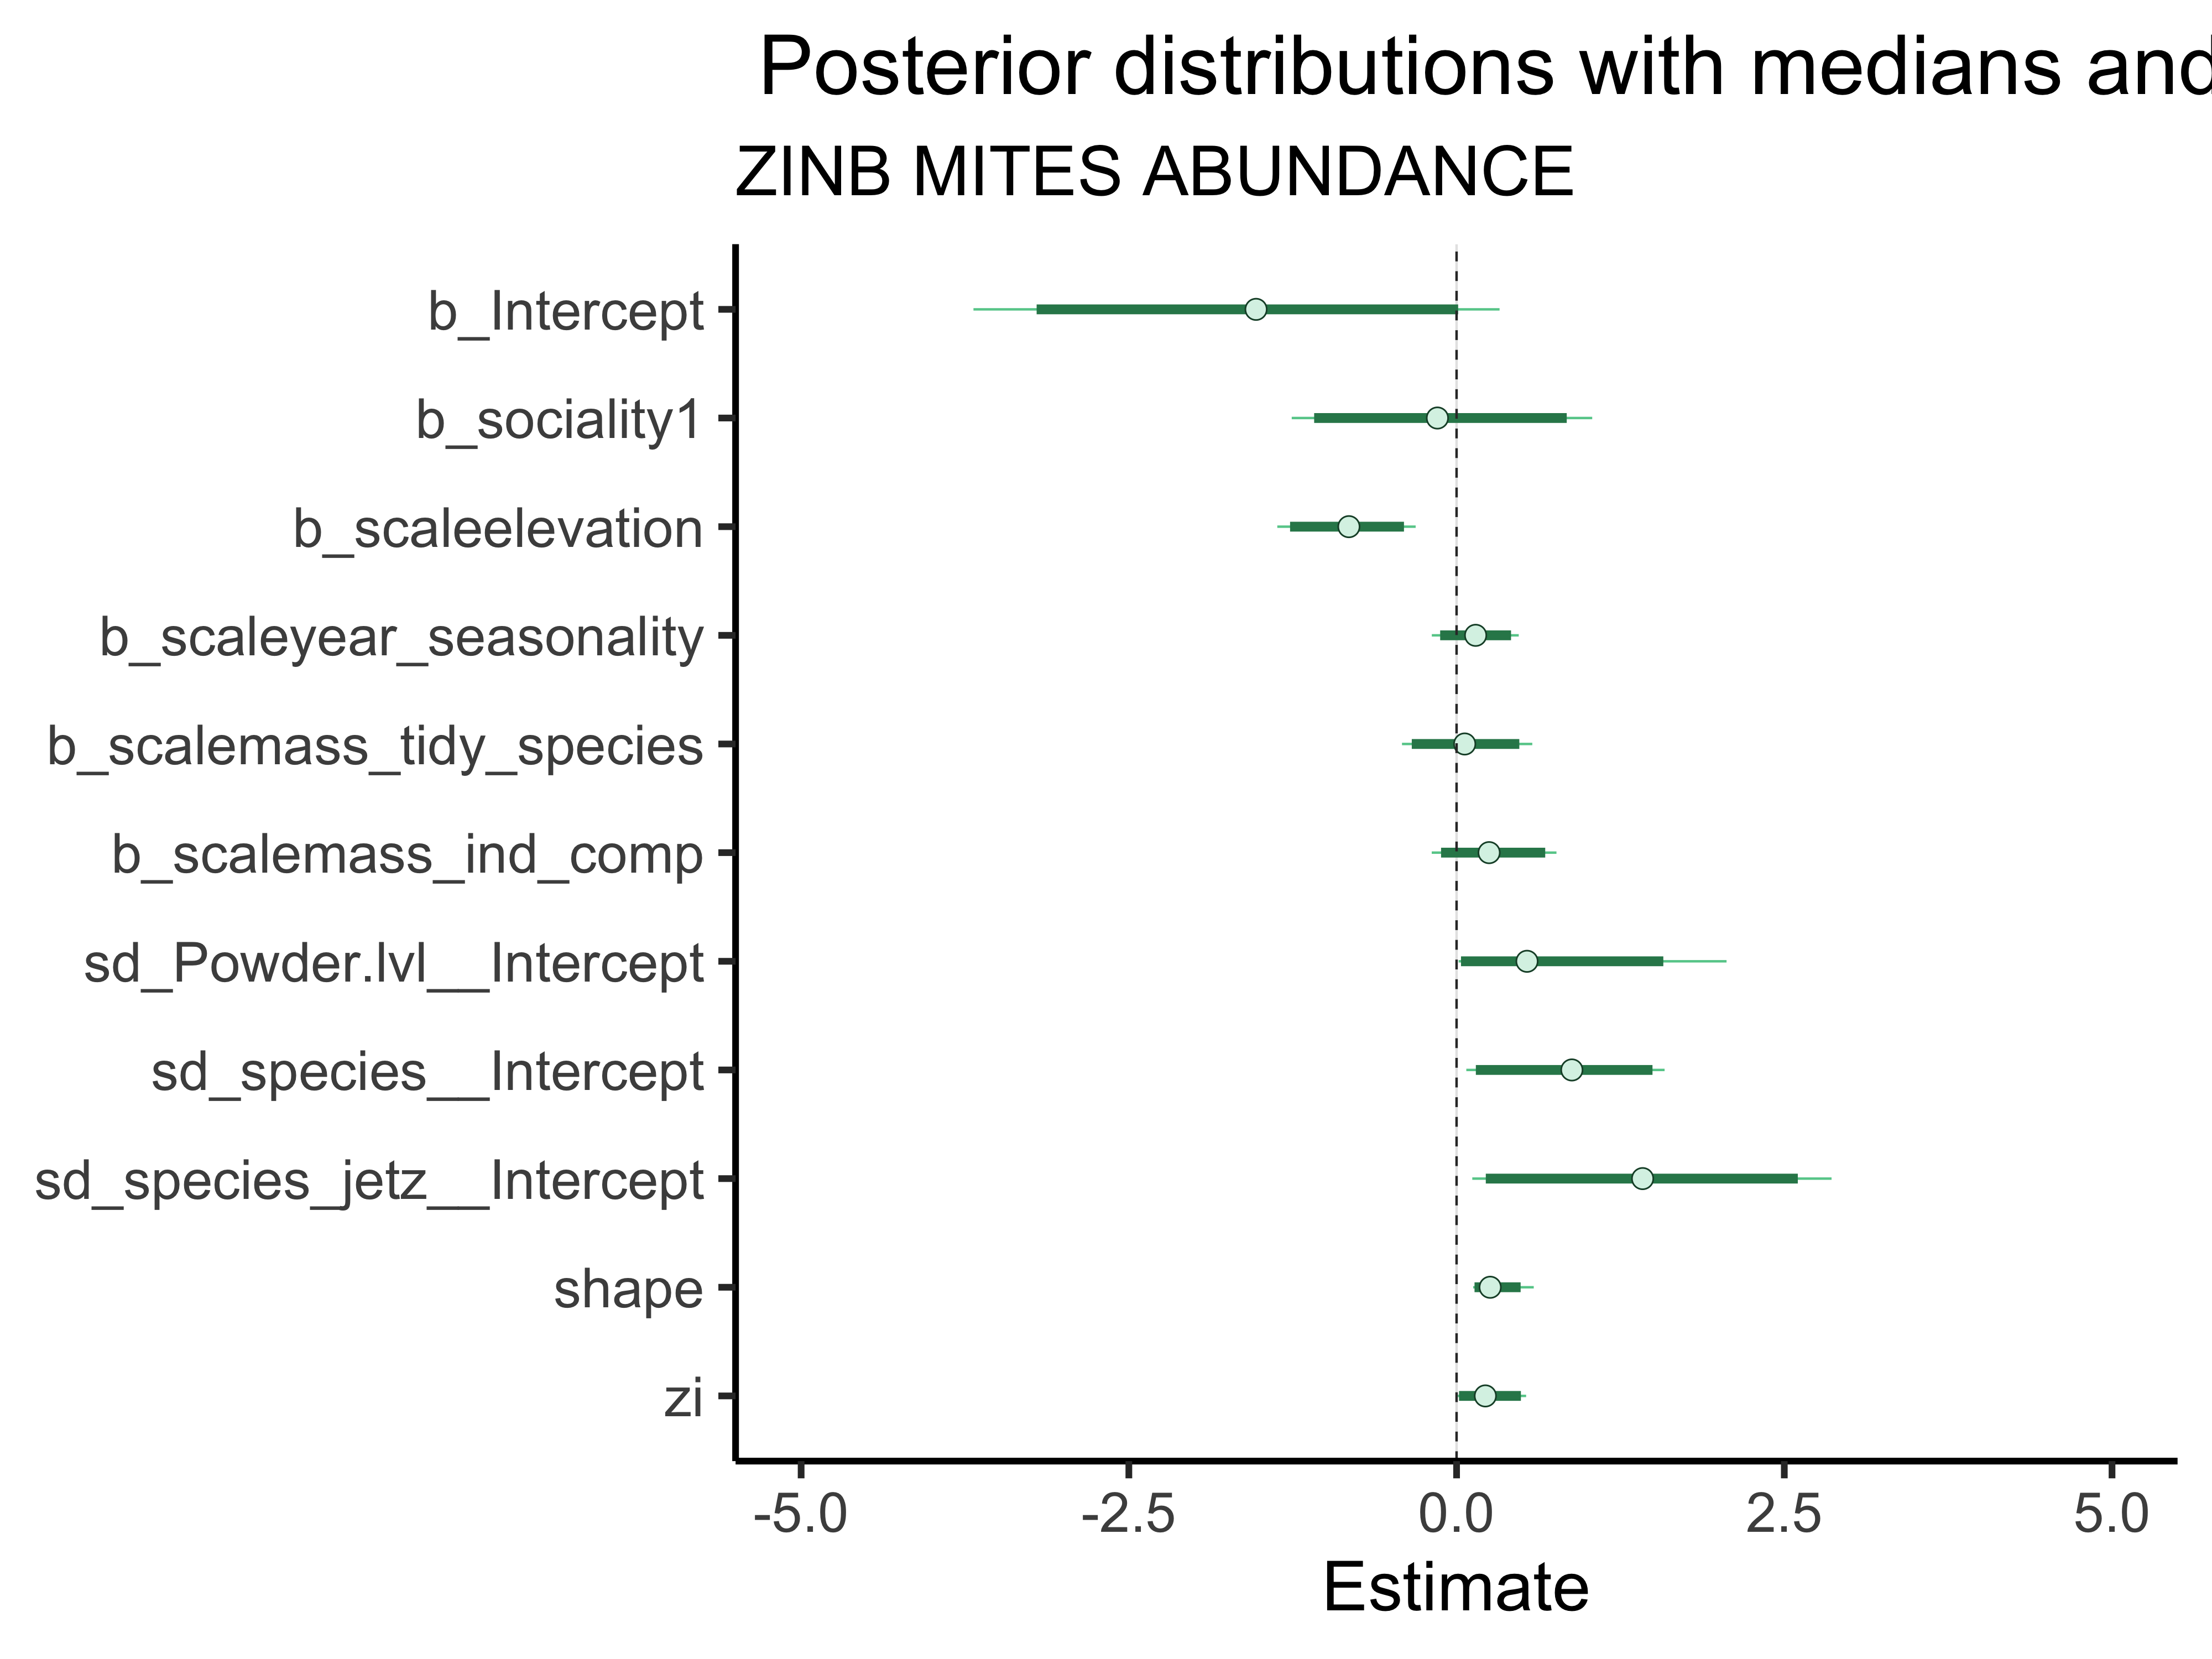 Posterior distributions with medians and
ZINB MITES ABUNDANCE
b_Intercept
b_sociality1
b_scaleelevation
b_scaleyear_seasonality
b_scalemass_tidy_species
b_scalemass_ind_comp
sd_Powder.lvl__Intercept
sd_species__Intercept
sd_species_jetz__Intercept
shape
zi
-5.0 -2.5 0.0 2.5 5.0
Estimate